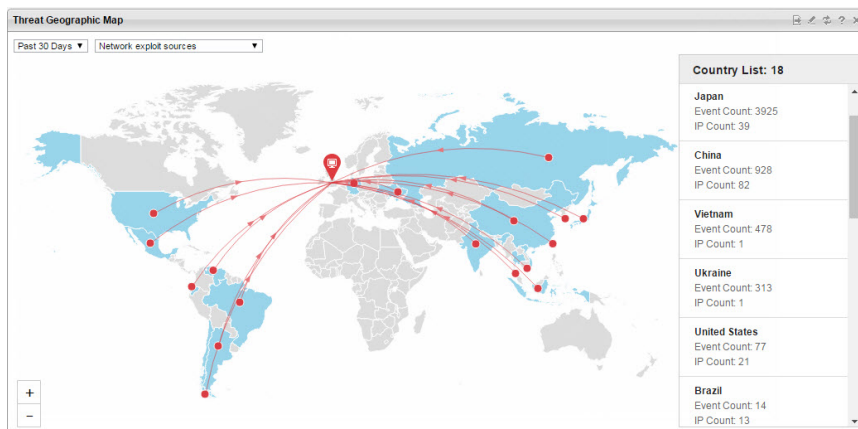 Threat Geographic Map
?
Past 30 Days ▼
Network exploit sources ▼
Country List: 18
Japan
Event Count: 3925
IP Count: 39
China
Event Count: 928
IP Count: 82
Vietnam
Event Count: 478
IP Count: 1
Ukraine
Event Count: 313
IP Count: 1
United States
Event Count: 77
IP Count: 21
Brazil
Event Count: 14
IP Count: 13
+
−